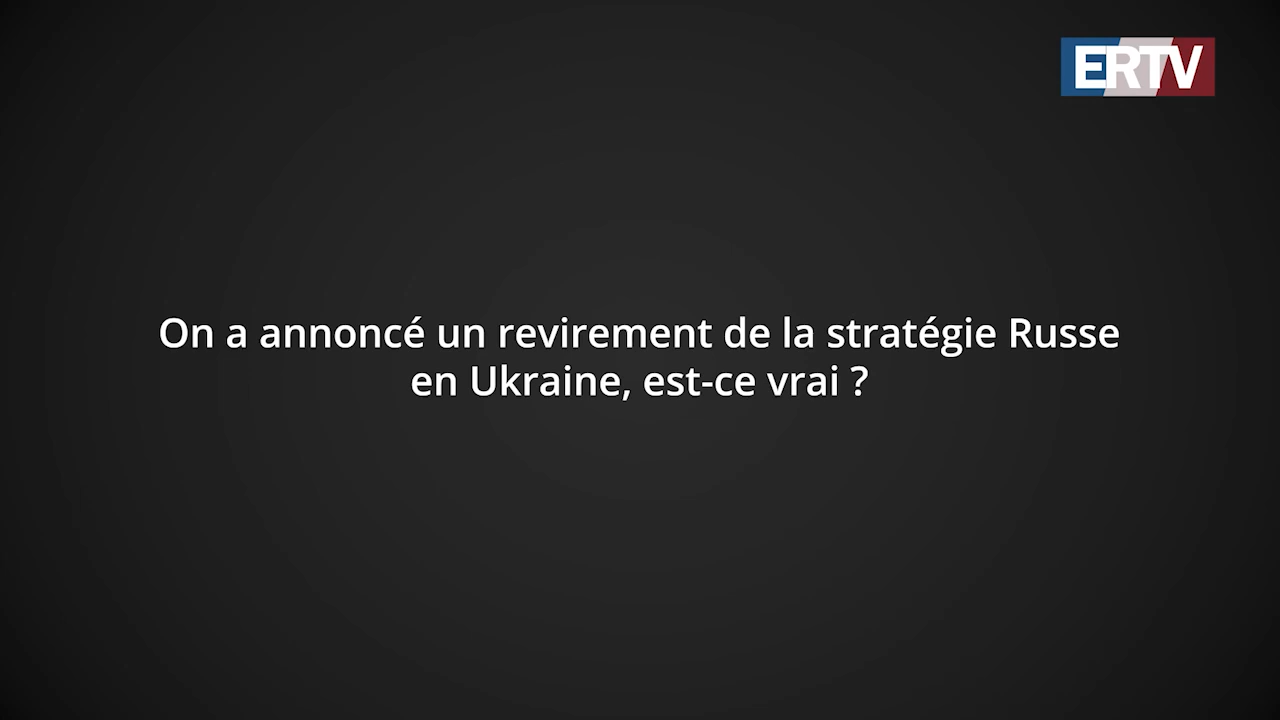 ERTV
On a annoncé un revirement de la stratégie Russe
en Ukraine, est-ce vrai ?